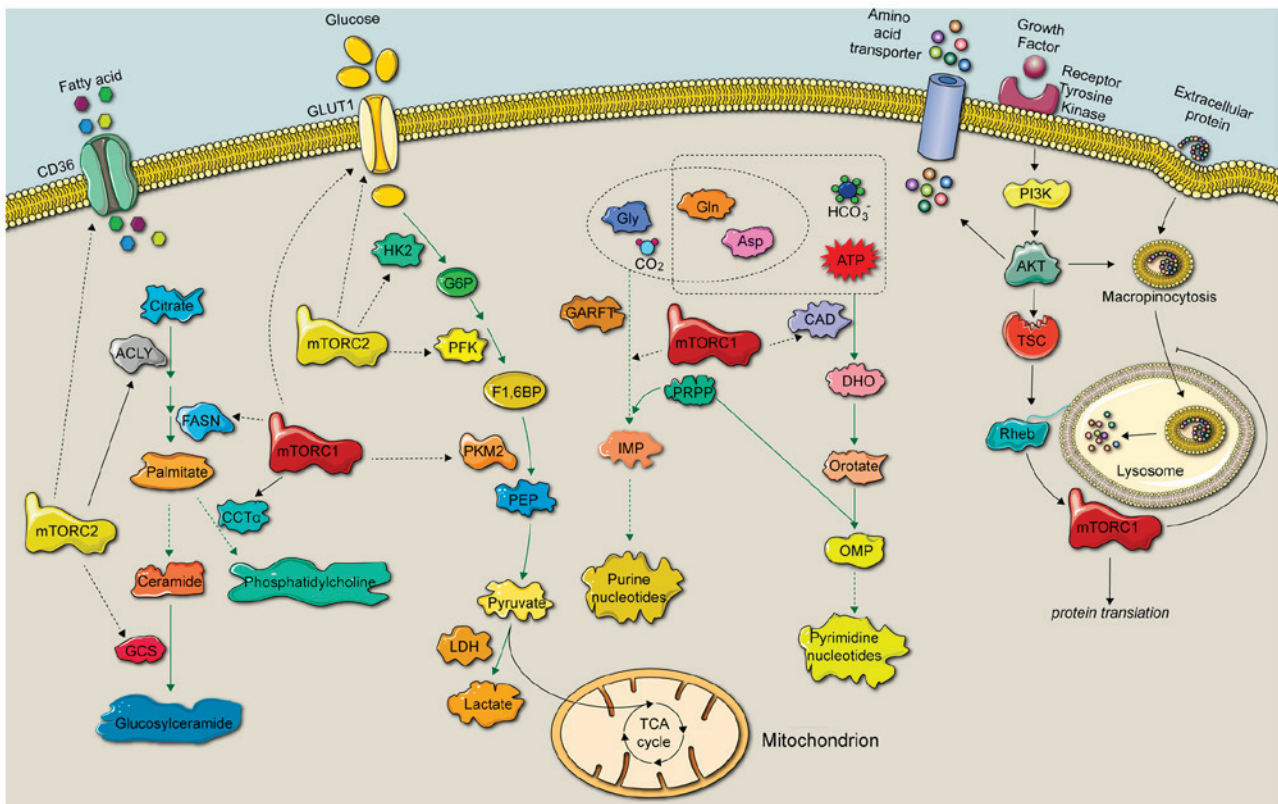 Glucose
Fatty acid
GLUT1
CD36
Amino
acid
transporter
Growth
Factor
Receptor
Tyrosine
Kinase
Extracellular
protein
Gly
Gln
Asp
CO2
HCO3-
ATP
PI3K
AKT
Macropinocytosis
TSC
Rheb
Lysosome
mTORC1
protein translation
HK2
G6P
mTORC2
PFK
F1,6BP
PKM2
PEP
Pyruvate
LDH
Lactate
TCA
cycle
Mitochondrion
GARFT
mTORC1
CAD
PRPP
DHO
IMP
Orotate
OMP
Purine
nucleotides
Pyrimidine
nucleotides
Citrate
ACLY
FASN
mTORC1
Palmitate
CCTα
mTORC2
Ceramide
Phosphatidylcholine
GCS
Glucosylceramide